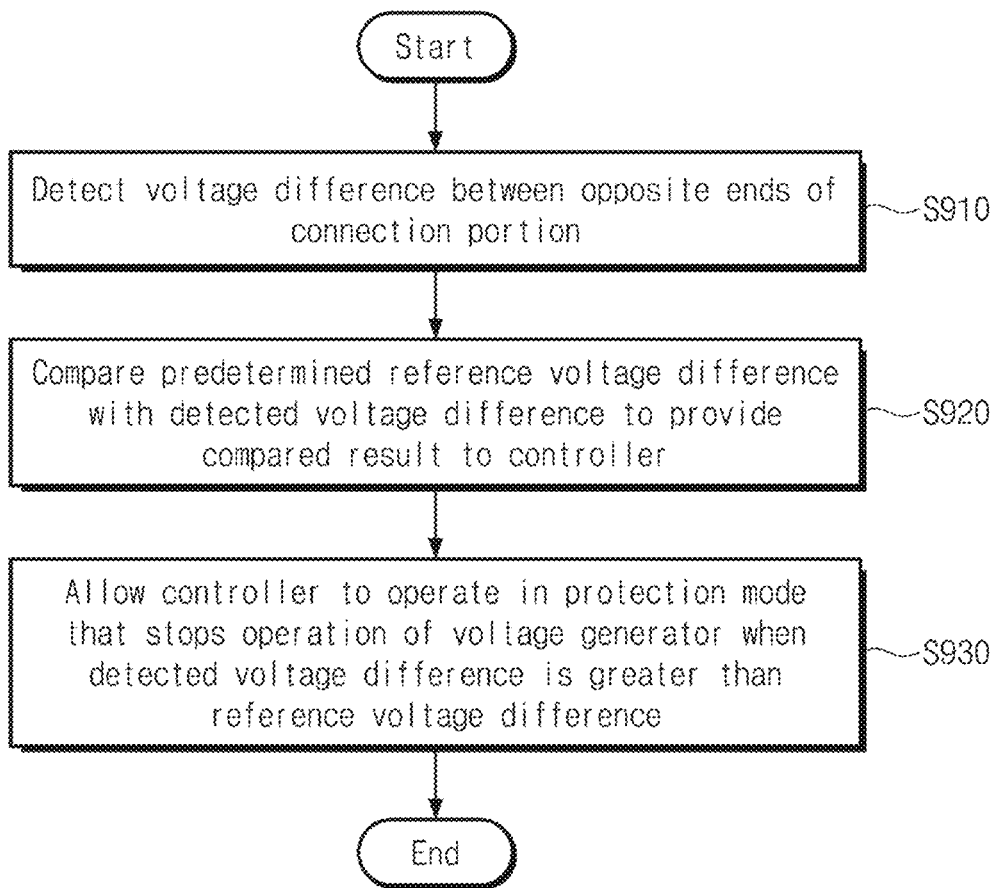 Start
Detect voltage difference between opposite ends of
connection portion
S910
Compare predetermined reference voltage difference
with detected voltage difference to provide
compared result to controller
S920
Allow controller to operate in protection mode
that stops operation of voltage generator when
detected voltage difference is greater than
reference voltage difference
S930
End